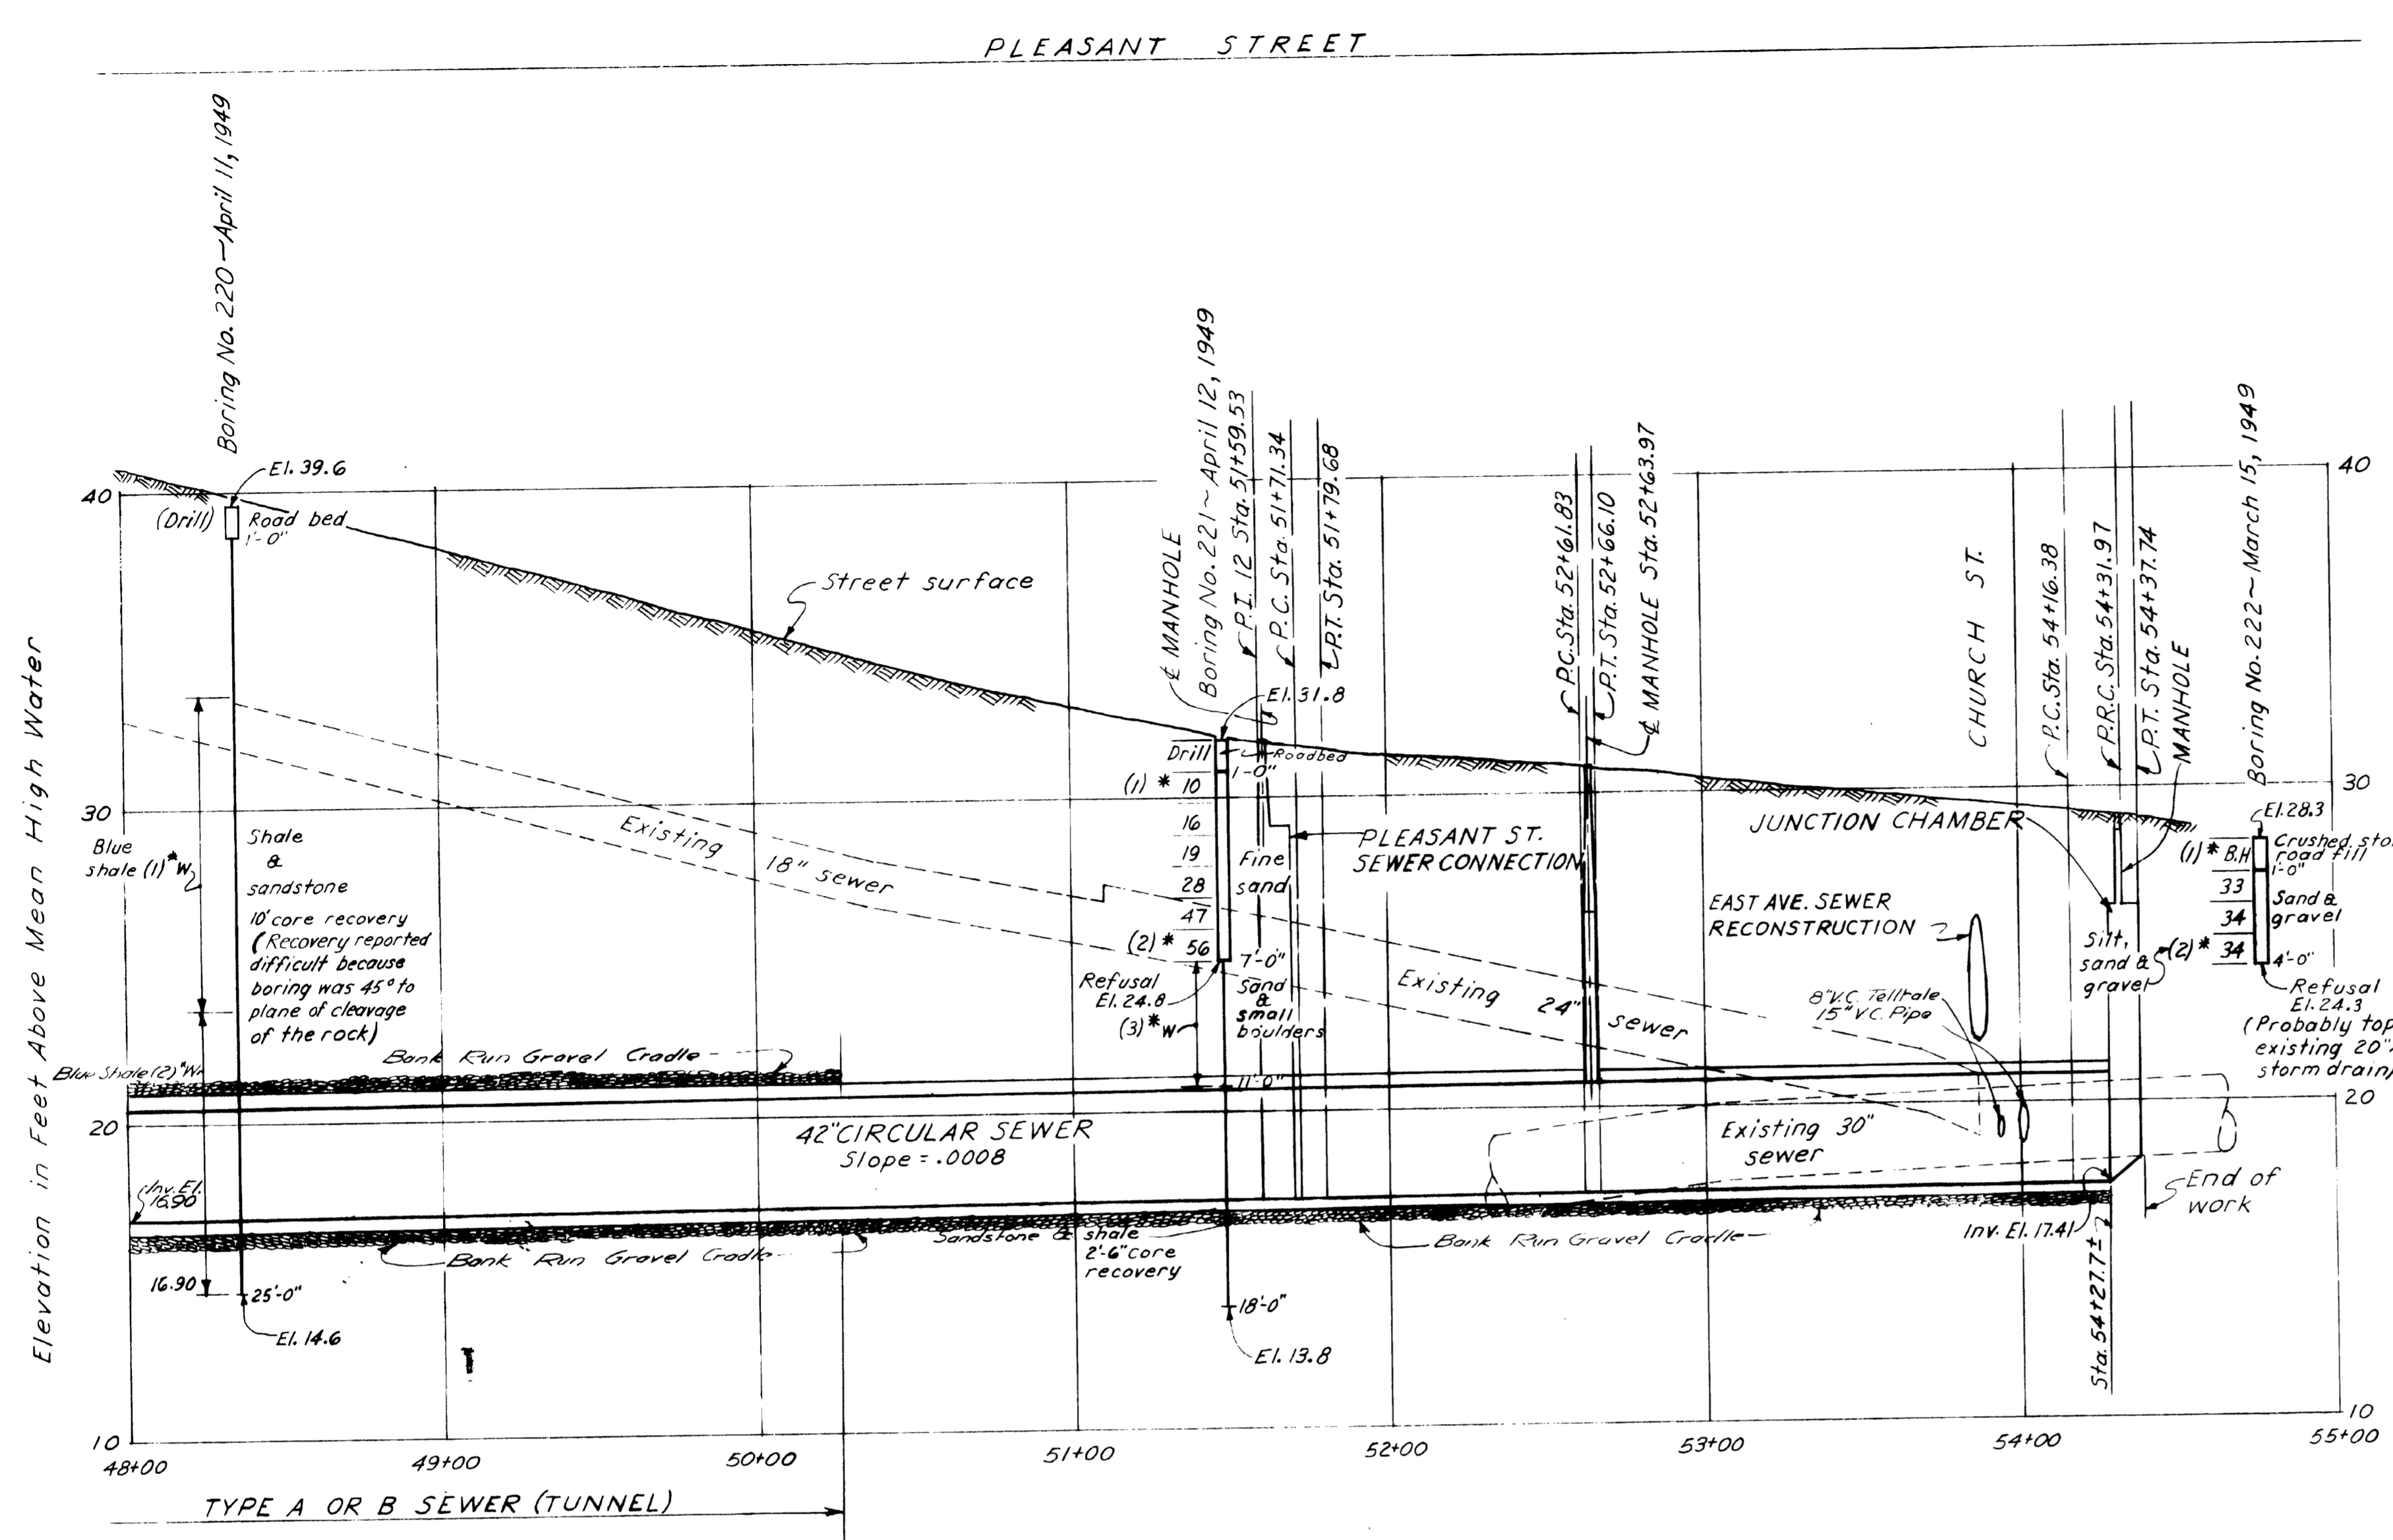 PLEASANT STREET
Boring No. 220~April 11, 1949
El. 39.6
(Drill)
Road bed
1'-0"
Street surface
℄ MANHOLE
Boring No. 221~April 12, 1949
P.I. 12 Sta. 51+59.53
P.C. Sta. 51+71.34
P.T. Sta. 51+79.68
P.C. Sta. 52+61.83
P.T. Sta. 52+66.10
℄ MANHOLE Sta. 52+63.97
CHURCH ST.
P.C. Sta. 54+16.38
P.R.C. Sta. 54+31.97
P.T. Sta. 54+37.74
MANHOLE
Boring No. 222~March 15, 1949
Elevation in Feet Above Mean High Water
40
30
20
10
40
30
20
10
Blue
shale (1)*W
Shale
&
sandstone
10' core recovery
(Recovery reported
difficult because
boring was 45° to
plane of cleavage
of the rock)
Blue Shale (2)*W
Existing 18" sewer
Bank Run Gravel Cradle
El. 31.8
Drill
Roadbed
1'-0"
(1)* 10
16
19
28
47
(2)* 56
Fine
sand
7'-0"
Refusal
El. 24.8
(3)*W
Sand
&
small
boulders
11'-0"
PLEASANT ST.
SEWER CONNECTION
Existing 24" sewer
JUNCTION CHAMBER
EAST AVE. SEWER
RECONSTRUCTION
8" V.C. Telltale
15" V.C. Pipe
Silt,
sand &
gravel
El. 28.3
(1)* B.H
33
34
(2)* 34
Crushed sto
road fill
1'-0"
Sand &
gravel
4'-0"
Refusal
El. 24.3
(Probably top
existing 20"
storm drain)
42" CIRCULAR SEWER
Slope = .0008
Existing 30"
sewer
Inv. El.
16.90
16.90
25'-0"
El. 14.6
Bank Run Gravel Cradle
Sandstone & shale
2'-6" core
recovery
18'-0"
El. 13.8
Bank Run Gravel Cradle
Inv. El. 17.41
Sta. 54+27.7±
End of
work
48+00
49+00
50+00
51+00
52+00
53+00
54+00
55+00
TYPE A OR B SEWER (TUNNEL)